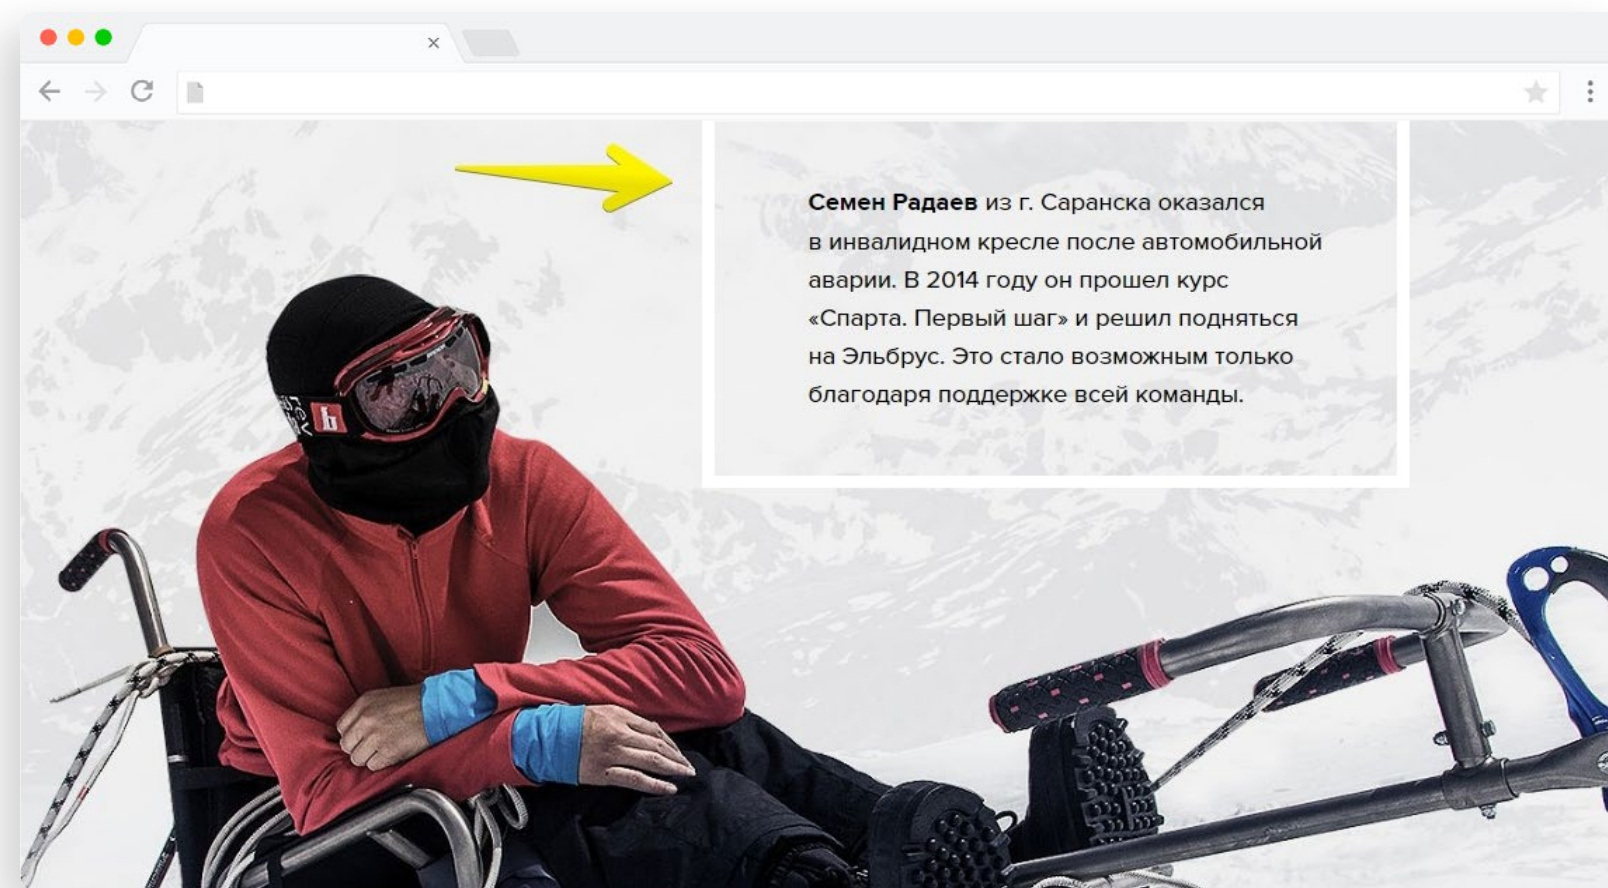 Семен Радаев из г. Саранска оказался
в инвалидном кресле после автомобильной
аварии. В 2014 году он прошел курс
«Спарта. Первый шаг» и решил подняться
на Эльбрус. Это стало возможным только
благодаря поддержке всей команды.